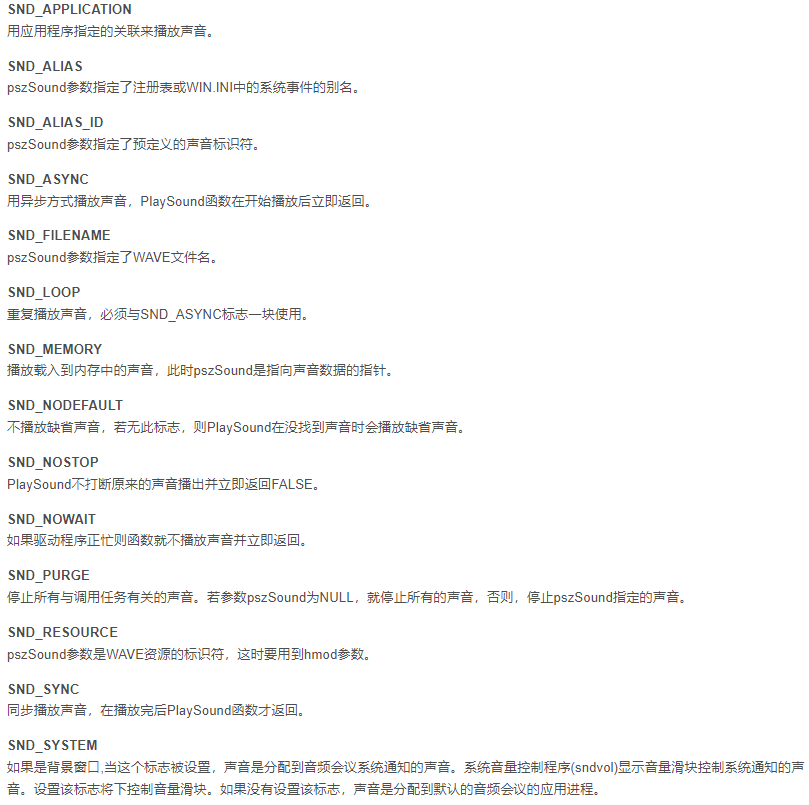 SND_APPLICATION
用应用程序指定的关联来播放声音。
SND_ALIAS
pszSound参数指定了注册表或WIN.INI中的系统事件的别名。
SND_ALIAS_ID
pszSound参数指定了预定义的声音标识符。
SND_ASYNC
用异步方式播放声音，PlaySound函数在开始播放后立即返回。
SND_FILENAME
pszSound参数指定了WAVE文件名。
SND_LOOP
重复播放声音，必须与SND_ASYNC标志一块使用。
SND_MEMORY
播放载入到内存中的声音，此时pszSound是指向声音数据的指针。
SND_NODEFAULT
不播放缺省声音，若无此标志，则PlaySound在没找到声音时会播放缺省声音。
SND_NOSTOP
PlaySound不打断原来的声音播出并立即返回FALSE。
SND_NOWAIT
如果驱动程序正忙则函数就不播放声音并立即返回。
SND_PURGE
停止所有与调用任务有关的声音。若参数pszSound为NULL，就停止所有的声音，否则，停止pszSound指定的声音。
SND_RESOURCE
pszSound参数是WAVE资源的标识符，这时要用到hmod参数。
SND_SYNC
同步播放声音，在播放完后PlaySound函数才返回。
SND_SYSTEM
如果是背景窗口,当这个标志被设置，声音是分配到音频会议系统通知的声音。系统音量控制程序(sndvol)显示音量滑块控制系统通知的声
音。设置该标志将下控制音量滑块。如果没有设置该标志，声音是分配到默认的音频会议的应用进程。